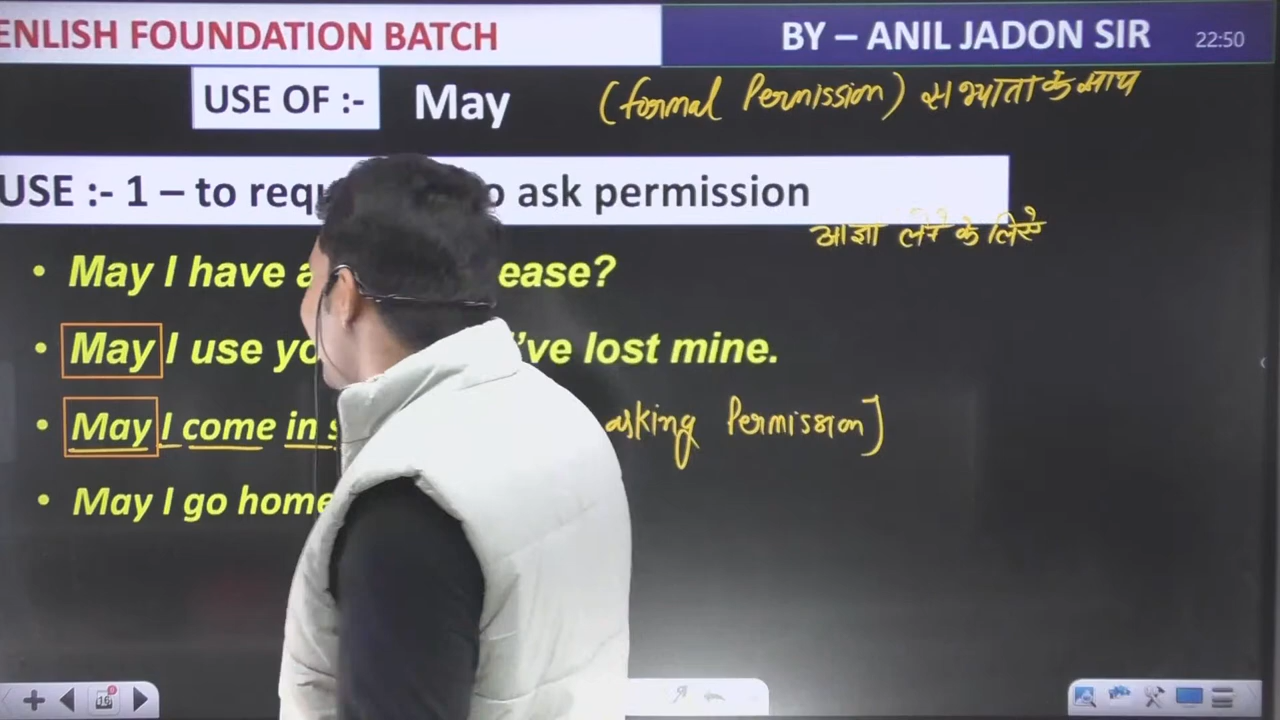 ENLISH FOUNDATION BATCH BY – ANIL JADON SIR 22:50
USE OF :- May (formal Permission) सभ्यता के साथ
USE :- 1 – to requ o ask permission
आज्ञा लेने के लिए
• May I have a ease?
• May I use yo 've lost mine.
• May I come in s asking Permission]
• May I go home
16